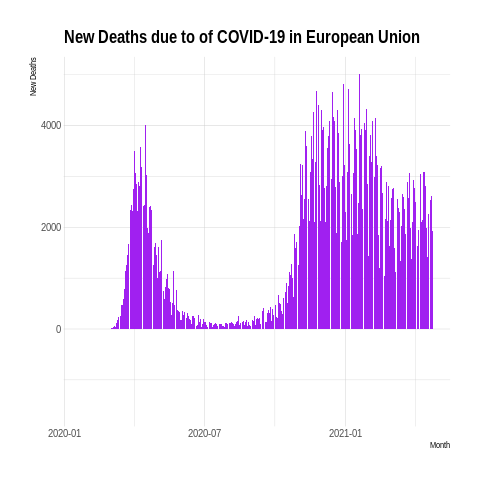 New Deaths due to of COVID-19 in European Union
New Deaths
4000
2000
0
2020-01
2020-07
2021-01
Month